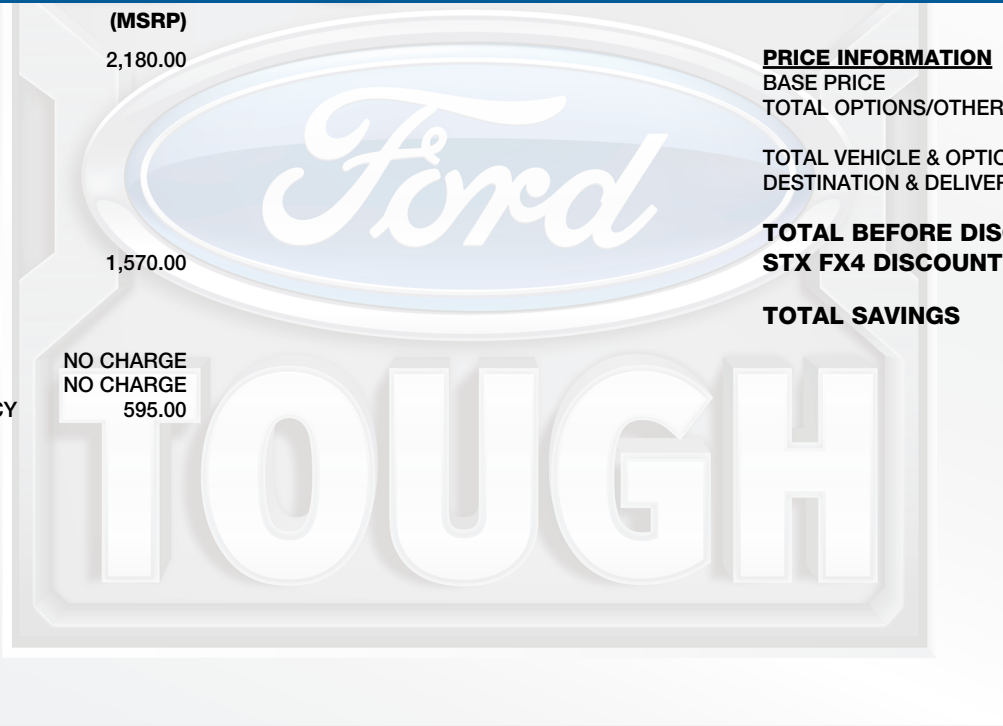 (MSRP)
2,180.00
1,570.00
NO CHARGE
NO CHARGE
CY 595.00
PRICE INFORMATION
BASE PRICE
TOTAL OPTIONS/OTHER
TOTAL VEHICLE & OPTIO
DESTINATION & DELIVER
TOTAL BEFORE DIS
STX FX4 DISCOUNT
TOTAL SAVINGS
Ford
TOUGH